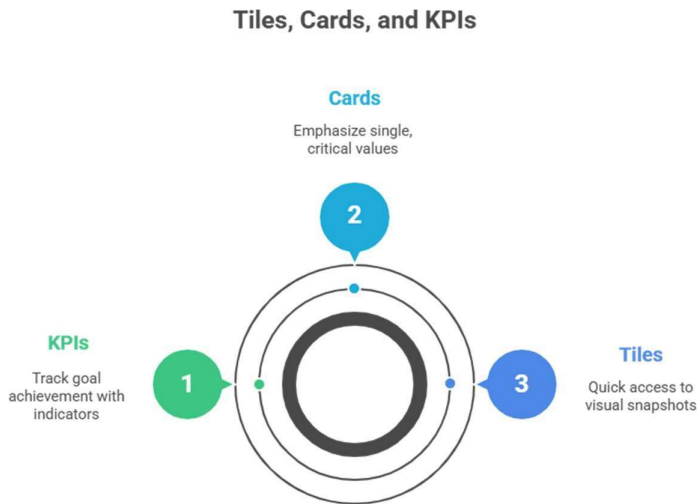 Tiles, Cards, and KPIs
Cards
Emphasize single,
critical values
2
KPIs
Track goal
achievement with
indicators
1
3
Tiles
Quick access to
visual snapshots